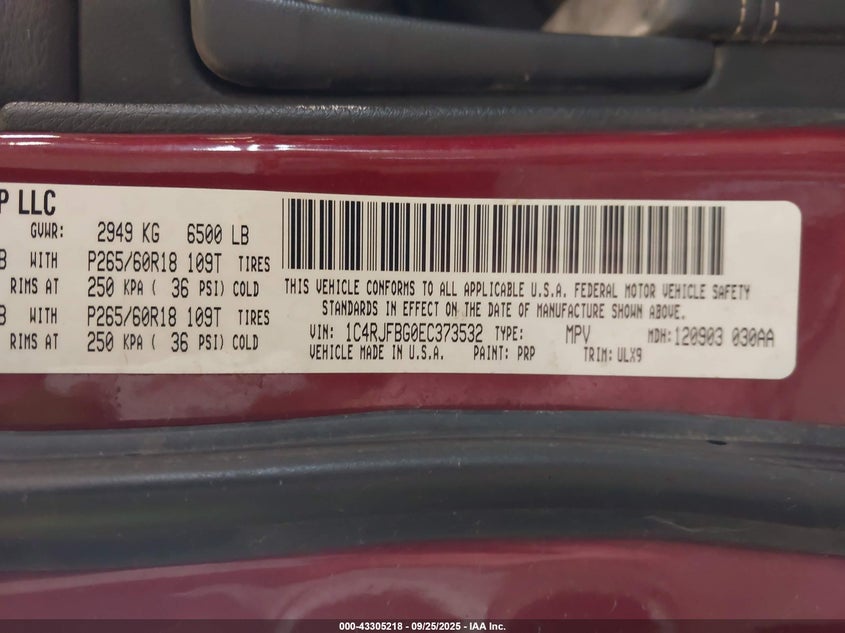 P LLC
GVWR: 2949 KG 6500 LB
B WITH P265/60R18 109T TIRES
RIMS AT 250 KPA ( 36 PSI) COLD
B WITH P265/60R18 109T TIRES
RIMS AT 250 KPA ( 36 PSI) COLD
THIS VEHICLE CONFORMS TO ALL APPLICABLE U.S.A. FEDERAL MOTOR VEHICLE SAFETY
STANDARDS IN EFFECT ON THE DATE OF MANUFACTURE SHOWN ABOVE.
VIN: 1C4RJFBG0EC373532 TYPE: MPV MDH: 120903 030AA
VEHICLE MADE IN U.S.A. PAINT: PRP TRIM: ULX9
000-43305218 - 09/25/2025 - IAA Inc.